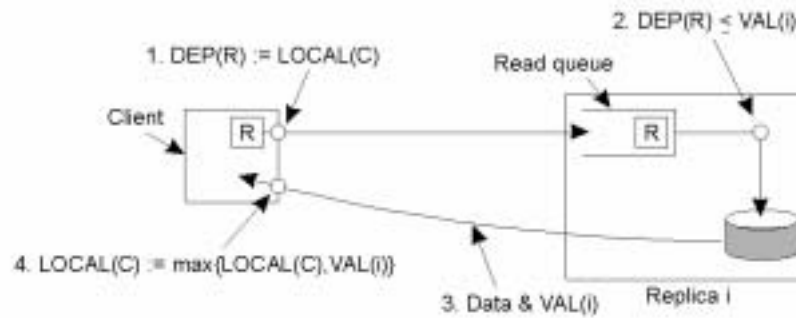 2. DEP(R) ≤ VAL(i)
1. DEP(R) := LOCAL(C)
Read queue
Client
R
R
4. LOCAL(C) := max{LOCAL(C),VAL(i)}
3. Data & VAL(i)
Replica i